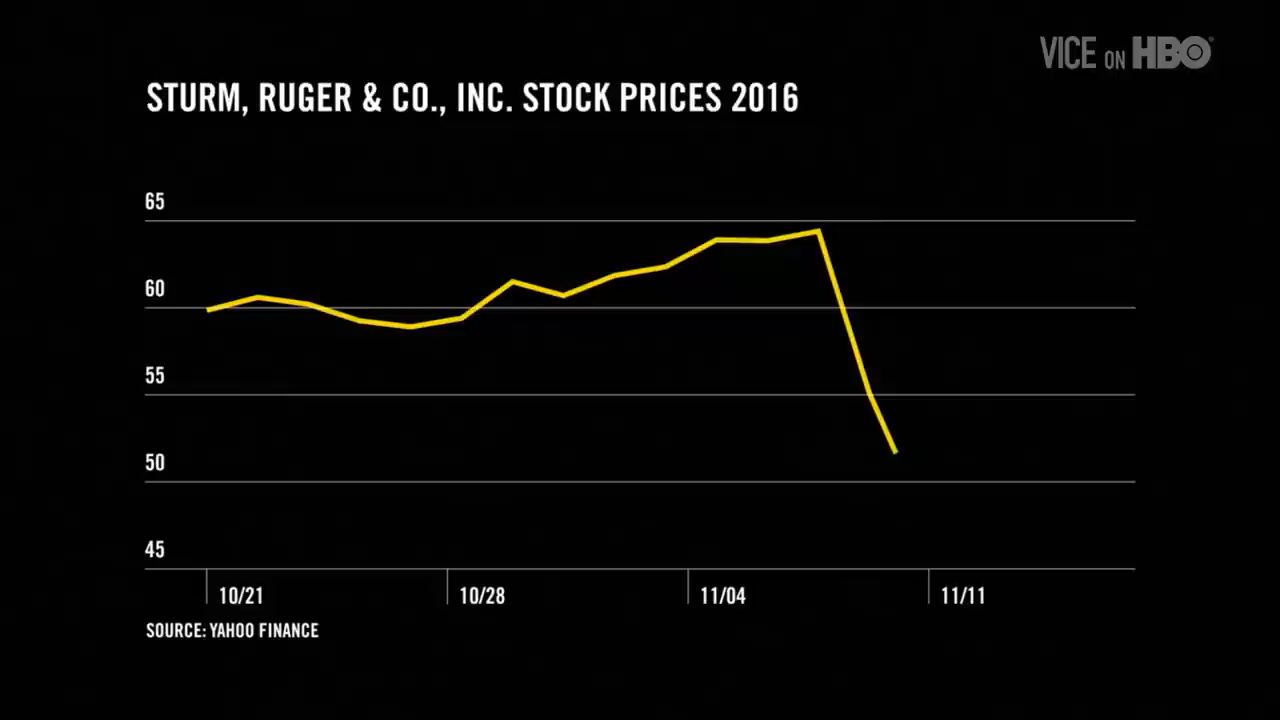 VICE ON HBO®
STURM, RUGER & CO., INC. STOCK PRICES 2016
65
60
55
50
45
10/21 10/28 11/04 11/11
SOURCE: YAHOO FINANCE